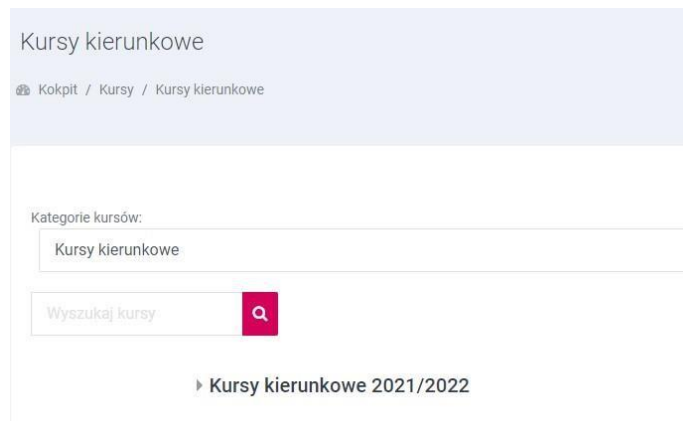 Kursy kierunkowe
Kokpit / Kursy / Kursy kierunkowe
Kategorie kursów:
Kursy kierunkowe
Wyszukaj kursy
Kursy kierunkowe 2021/2022